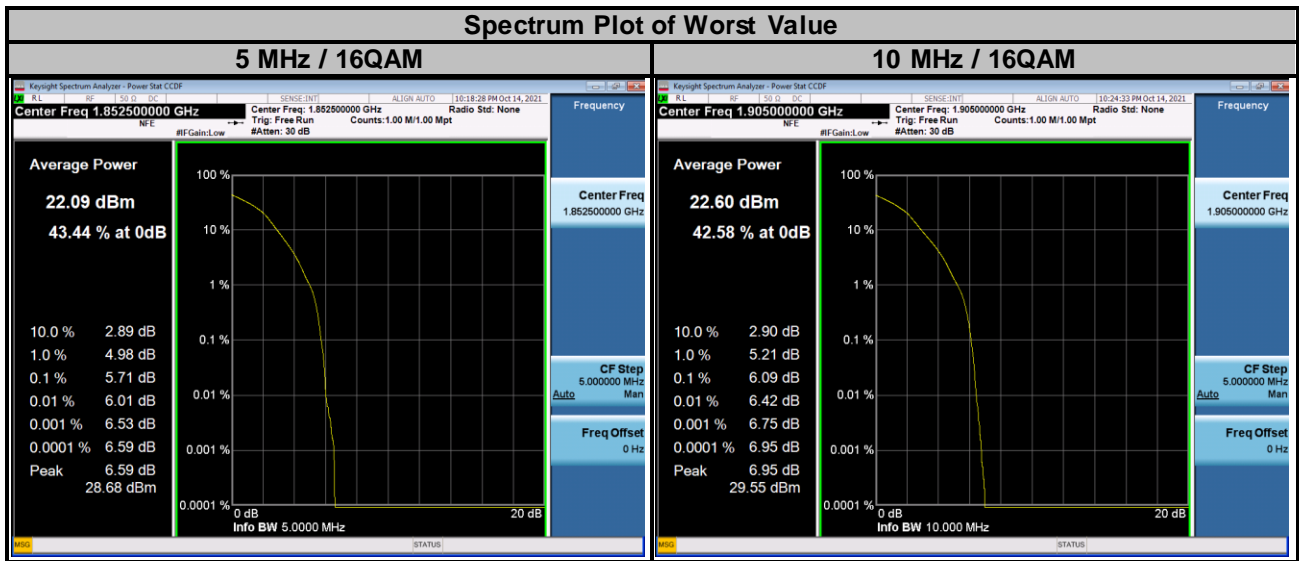 Spectrum Plot of Worst Value
5 MHz / 16QAM
10 MHz / 16QAM
Keysight Spectrum Analyzer - Power Stat CCDF
RL RF 50 Ω DC SENSE:INT ALIGN AUTO 10:18:28 PM Oct 14, 2021
Center Freq 1.852500000 GHz
NFE
#IFGain:Low
Center Freq: 1.852500000 GHz
Radio Std: None
Trig: Free Run
Counts:1.00 M/1.00 Mpt
#Atten: 30 dB
Average Power
22.09 dBm
43.44 % at 0dB
10.0 % 2.89 dB
1.0 % 4.98 dB
0.1 % 5.71 dB
0.01 % 6.01 dB
0.001 % 6.53 dB
0.0001 % 6.59 dB
Peak 6.59 dB
28.68 dBm
100 %
10 %
1 %
0.1 %
0.01 %
0.001 %
0.0001 %
0 dB
20 dB
Info BW 5.0000 MHz
Frequency
Center Freq
1.852500000 GHz
CF Step
5.000000 MHz
Auto Man
Freq Offset
0 Hz
MSG
STATUS
Keysight Spectrum Analyzer - Power Stat CCDF
RL RF 50 Ω DC SENSE:INT ALIGN AUTO 10:24:33 PM Oct 14, 2021
Center Freq 1.905000000 GHz
NFE
#IFGain:Low
Center Freq: 1.905000000 GHz
Radio Std: None
Trig: Free Run
Counts:1.00 M/1.00 Mpt
#Atten: 30 dB
Average Power
22.60 dBm
42.58 % at 0dB
10.0 % 2.90 dB
1.0 % 5.21 dB
0.1 % 6.09 dB
0.01 % 6.42 dB
0.001 % 6.75 dB
0.0001 % 6.95 dB
Peak 6.95 dB
29.55 dBm
100 %
10 %
1 %
0.1 %
0.01 %
0.001 %
0.0001 %
0 dB
20 dB
Info BW 10.000 MHz
Frequency
Center Freq
1.905000000 GHz
CF Step
5.000000 MHz
Auto Man
Freq Offset
0 Hz
MSG
STATUS